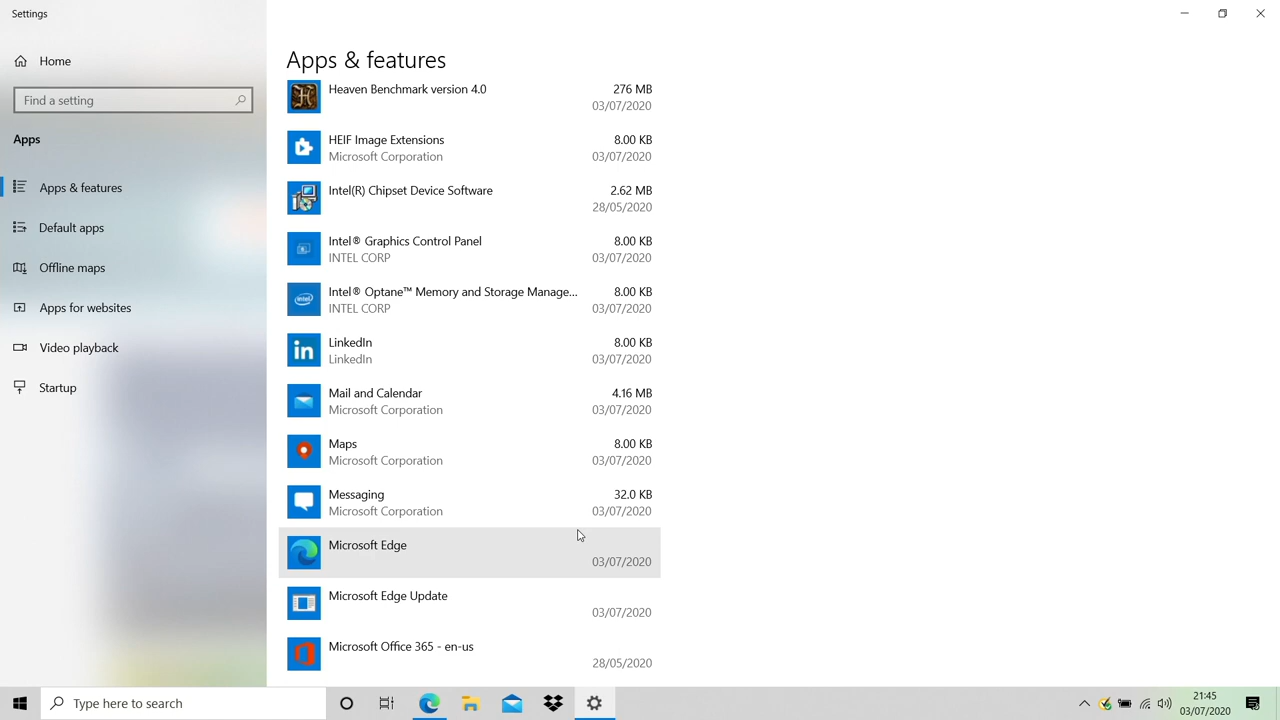 Settings
Home
Find a setting
Apps
Apps & features
Default apps
Offline maps
Apps for websites
Video playback
Startup
Apps & features
Heaven Benchmark version 4.0 276 MB
03/07/2020
HEIF Image Extensions 8.00 KB
Microsoft Corporation 03/07/2020
Intel(R) Chipset Device Software 2.62 MB
28/05/2020
Intel® Graphics Control Panel 8.00 KB
INTEL CORP 03/07/2020
Intel® Optane™ Memory and Storage Manage... 8.00 KB
INTEL CORP 03/07/2020
LinkedIn 8.00 KB
LinkedIn 03/07/2020
Mail and Calendar 4.16 MB
Microsoft Corporation 03/07/2020
Maps 8.00 KB
Microsoft Corporation 03/07/2020
Messaging 32.0 KB
Microsoft Corporation 03/07/2020
Microsoft Edge
03/07/2020
Microsoft Edge Update
03/07/2020
Microsoft Office 365 - en-us
28/05/2020
Type here to search
21:45
03/07/2020